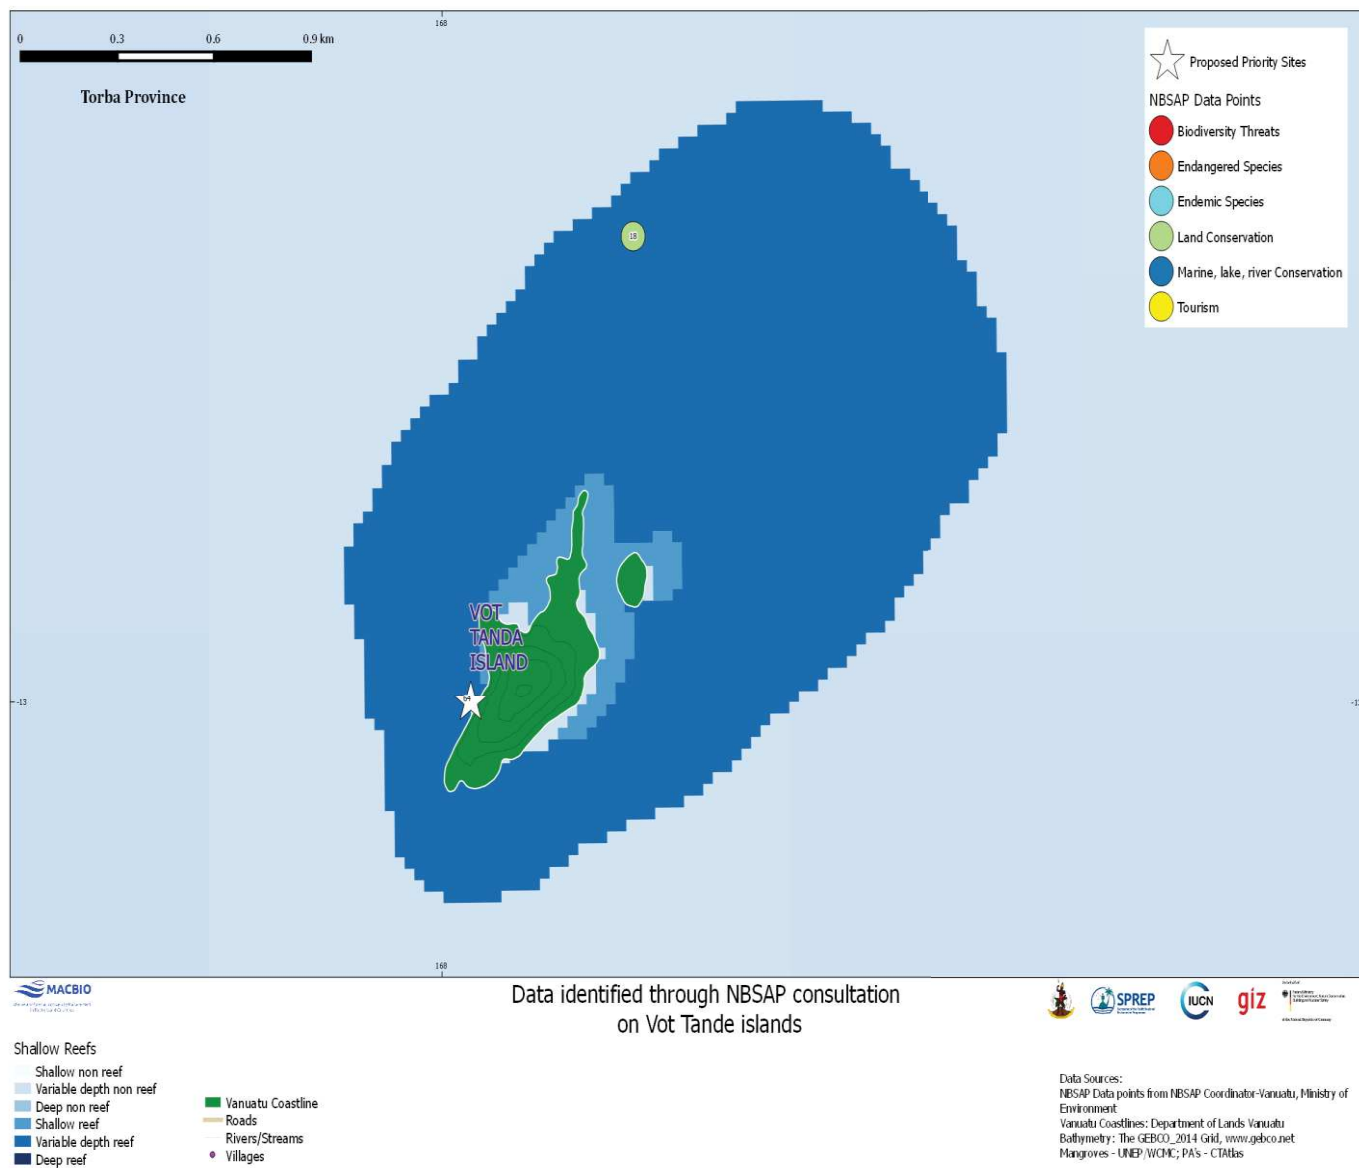 168
0 0.3 0.6 0.9 km
Torba Province
Proposed Priority Sites
NBSAP Data Points
Biodiversity Threats
Endangered Species
Endemic Species
Land Conservation
Marine, lake, river Conservation
Tourism
18
VOT
TANDA
ISLAND
64
-13
168
MACBIO
Data identified through NBSAP consultation
on Vot Tande islands
SPREP
IUCN
giz
Shallow Reefs
Shallow non reef
Variable depth non reef
Deep non reef
Shallow reef
Variable depth reef
Deep reef
Vanuatu Coastline
Roads
Rivers/Streams
Villages
Data Sources:
NBSAP Data points from NBSAP Coordinator-Vanuatu, Ministry of
Environment
Vanuatu Coastlines: Department of Lands Vanuatu
Bathymetry: The GEBCO_2014 Grid, www.gebco.net
Mangroves - UNEP/WCMC; PA's - CTAtlas